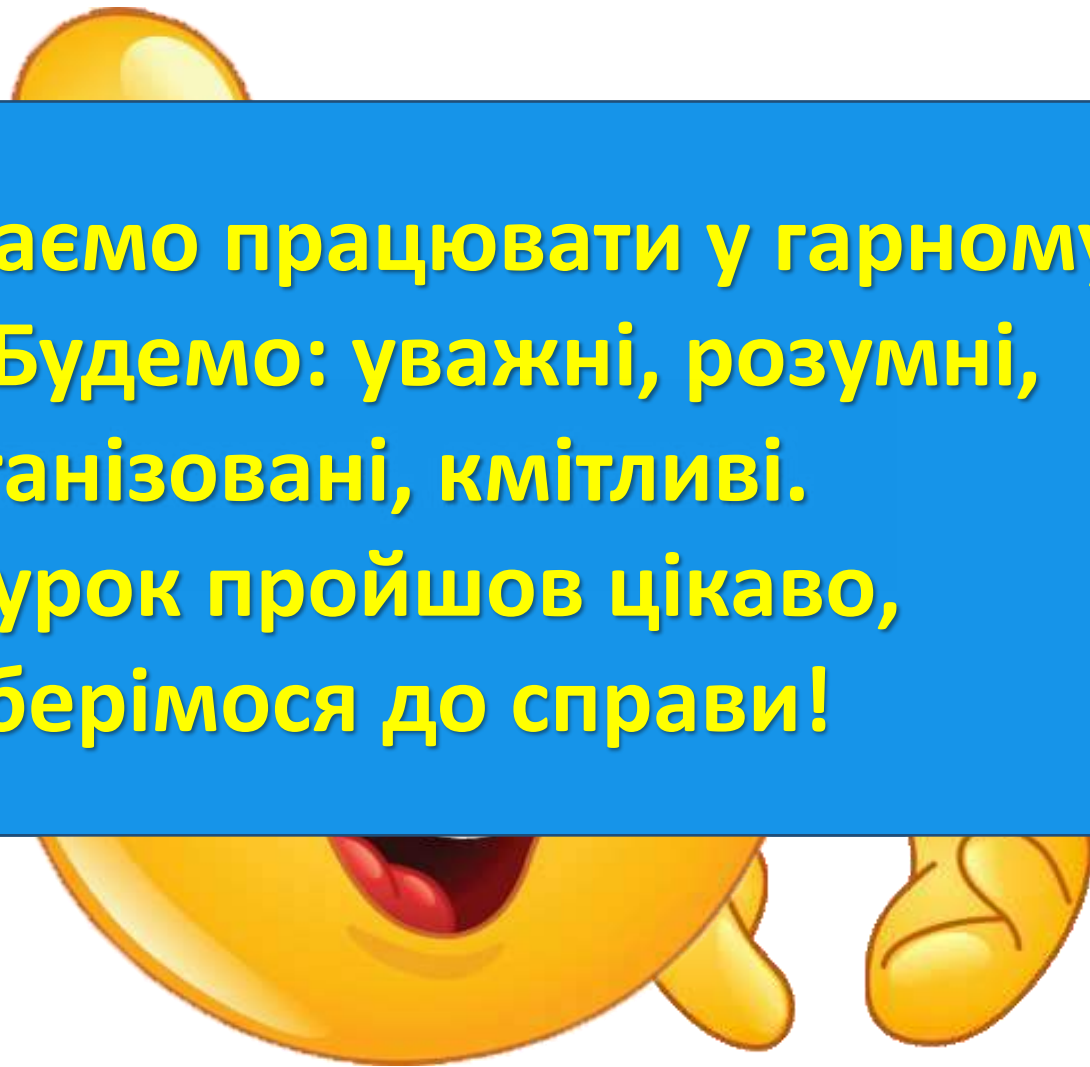 аємо працювати у гарному
Будемо: уважні, розумні,
ганізовані, кмітливі.
урок пройшов цікаво,
берімося до справи!